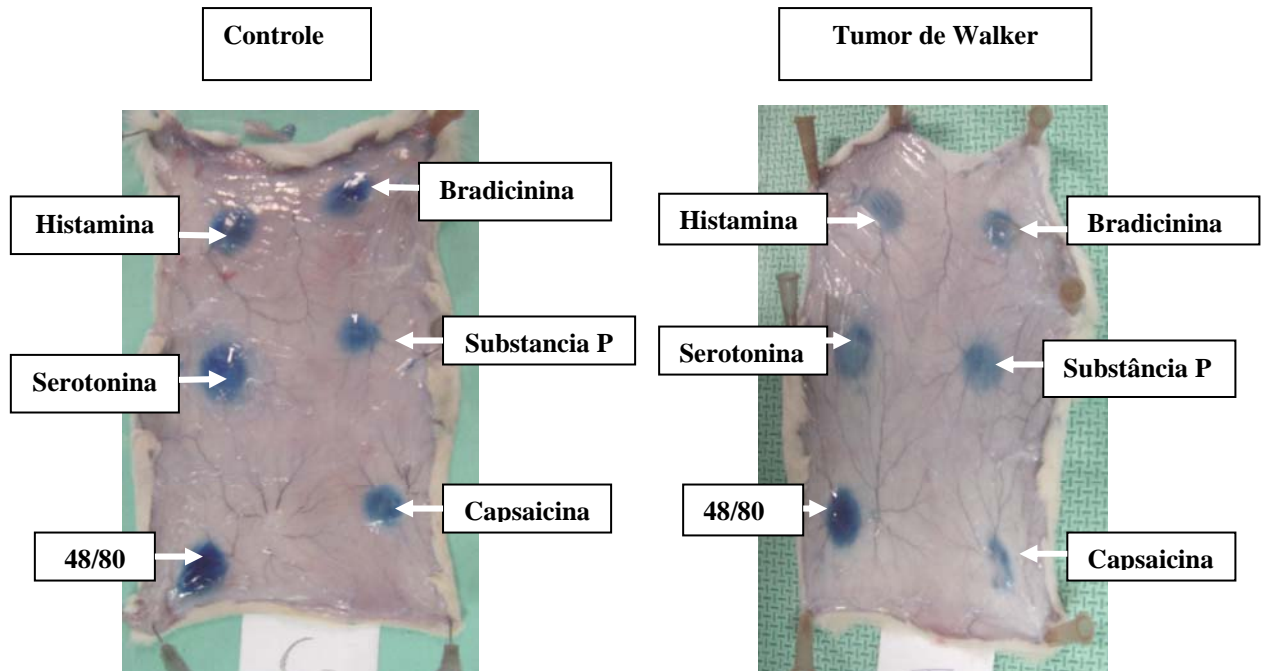 Controle
Tumor de Walker
Bradicinina
Histamina
Substancia P
Serotonina
Capsaicina
48/80
Histamina
Bradicinina
Serotonina
Substância P
48/80
Capsaicina